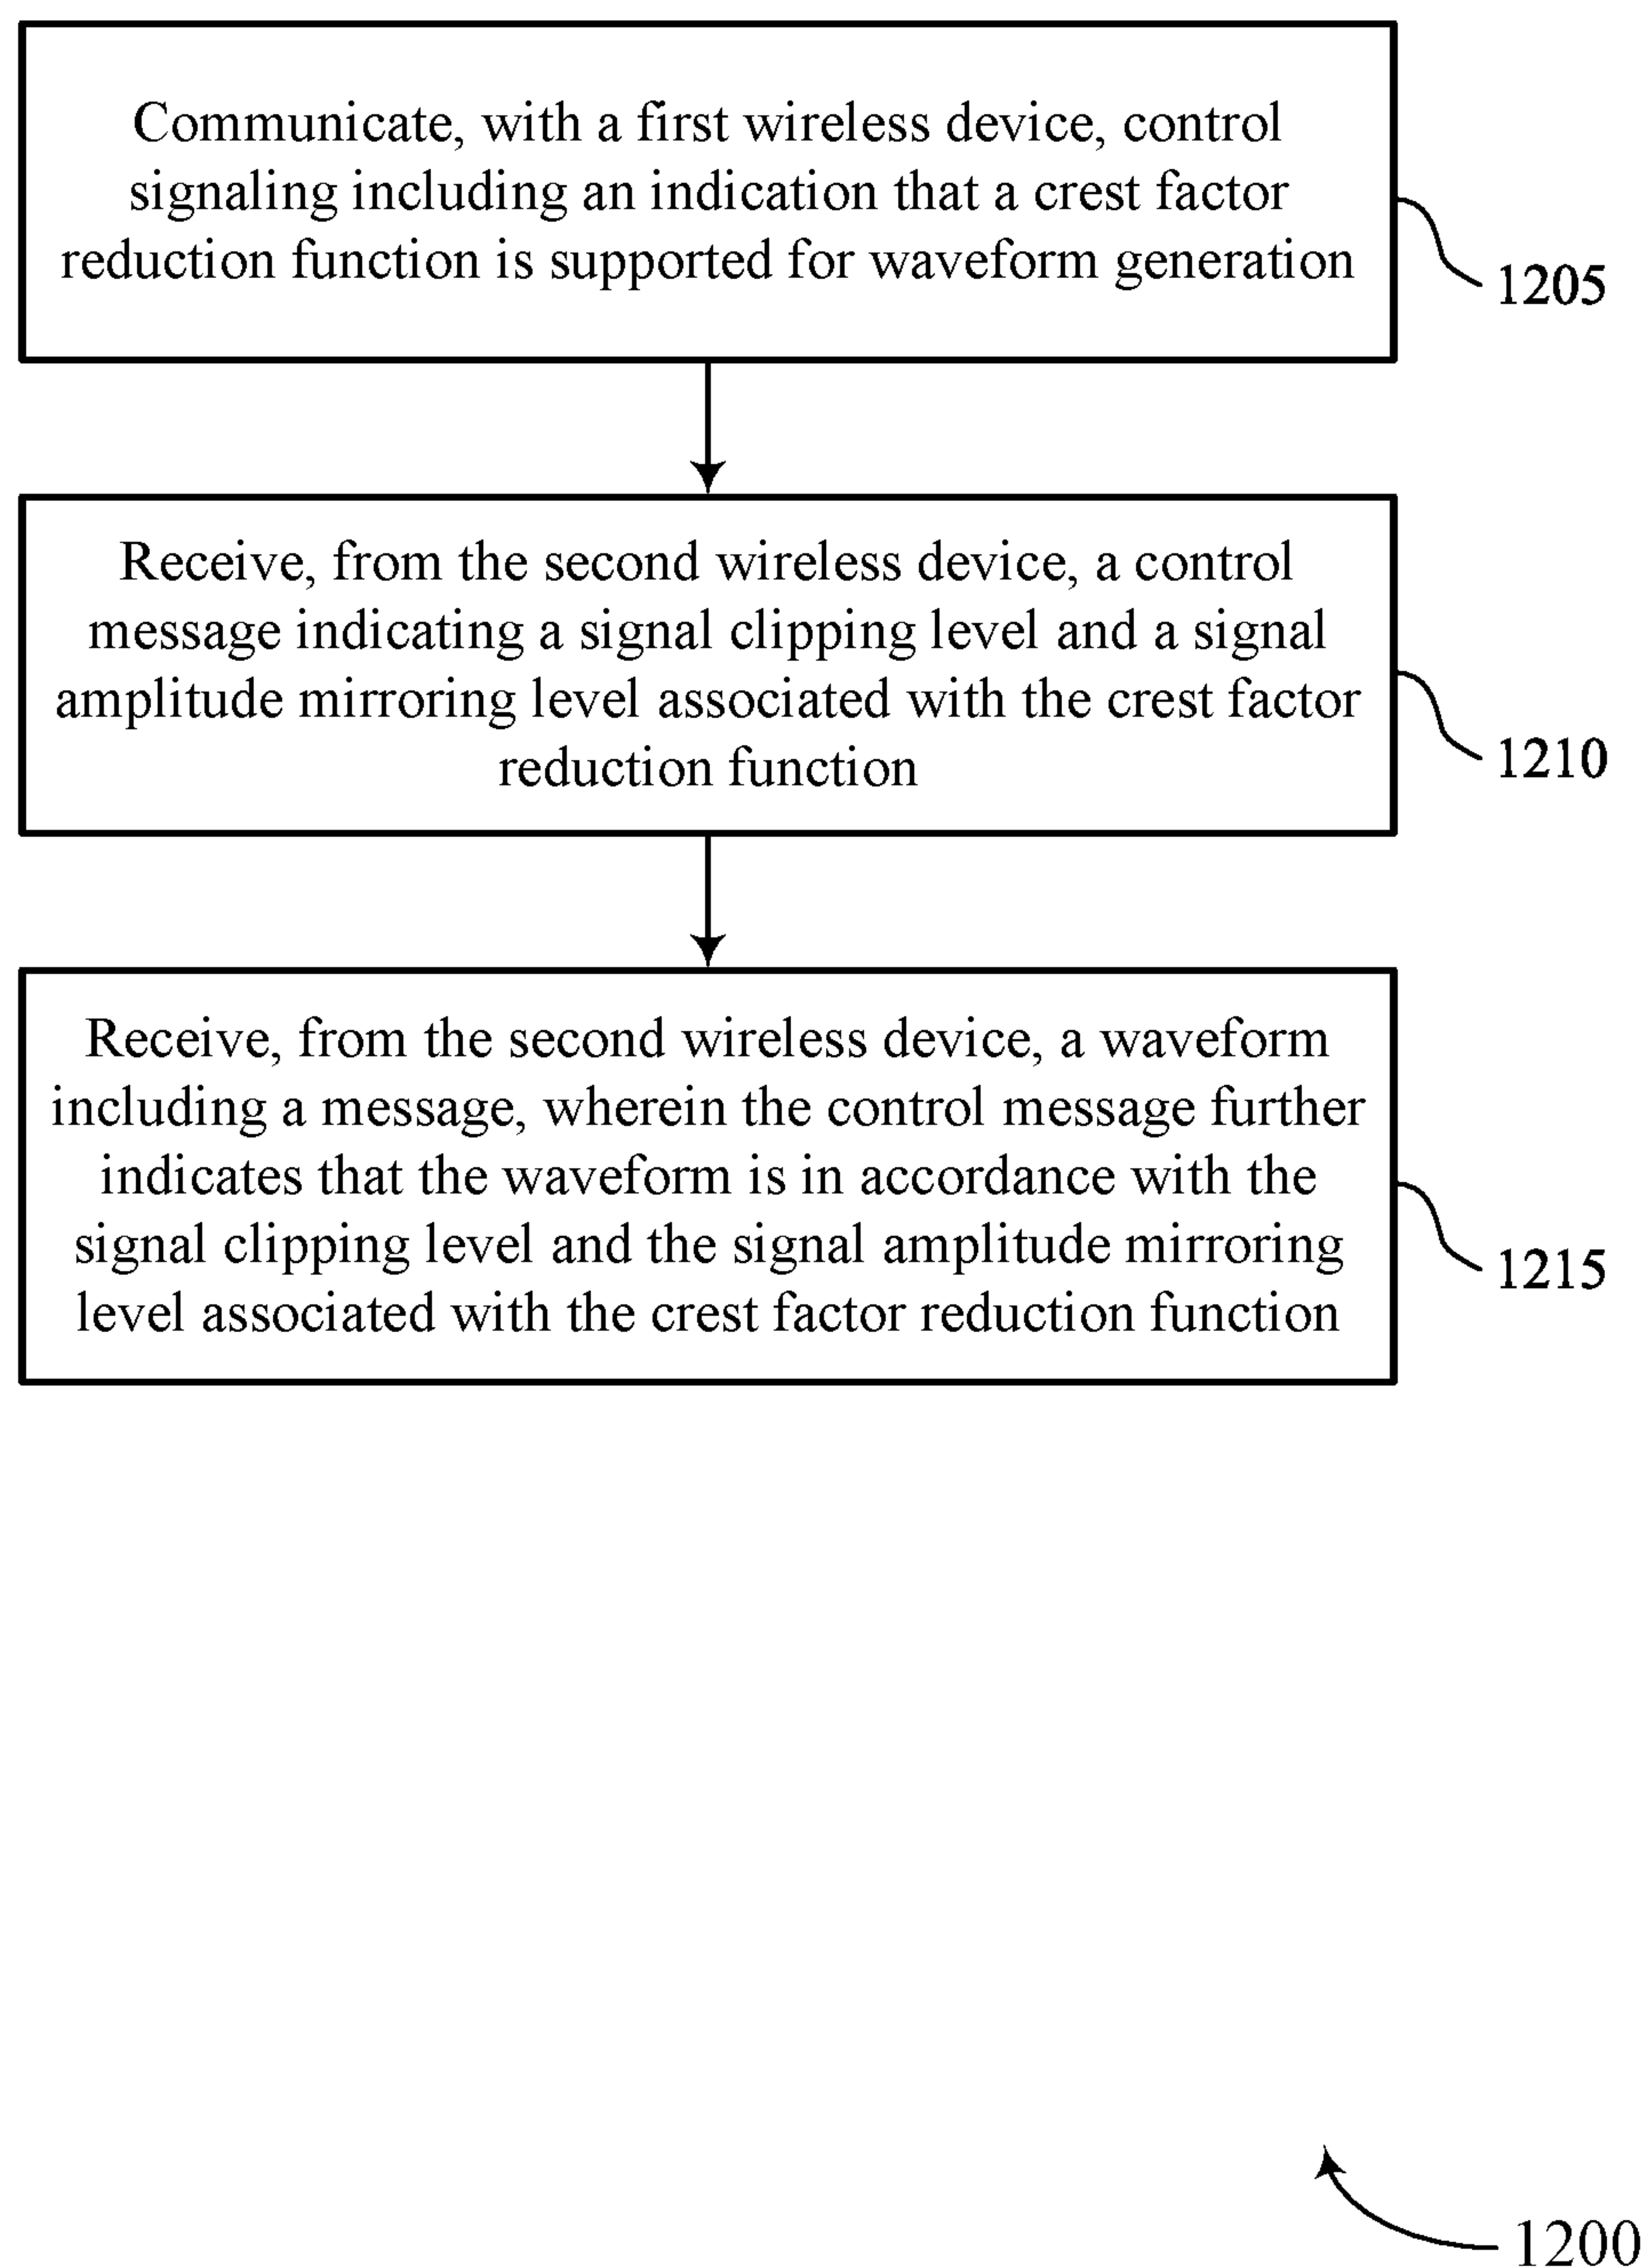 Communicate, with a first wireless device, control
signaling including an indication that a crest factor
reduction function is supported for waveform generation
1205
Receive, from the second wireless device, a control
message indicating a signal clipping level and a signal
amplitude mirroring level associated with the crest factor
reduction function
1210
Receive, from the second wireless device, a waveform
including a message, wherein the control message further
indicates that the waveform is in accordance with the
signal clipping level and the signal amplitude mirroring
level associated with the crest factor reduction function
1215
1200